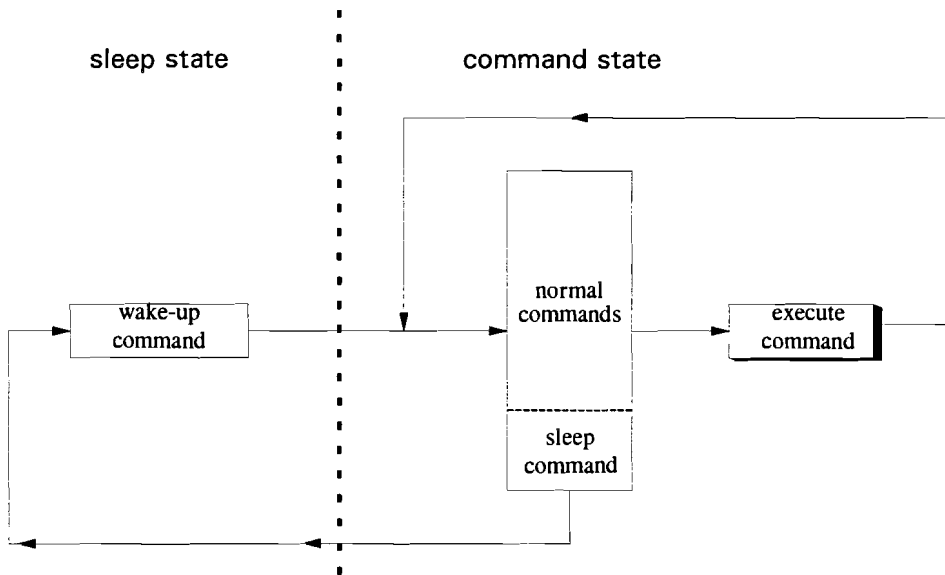 sleep state
command state
wake-up
command
normal
commands
execute
command
sleep
command